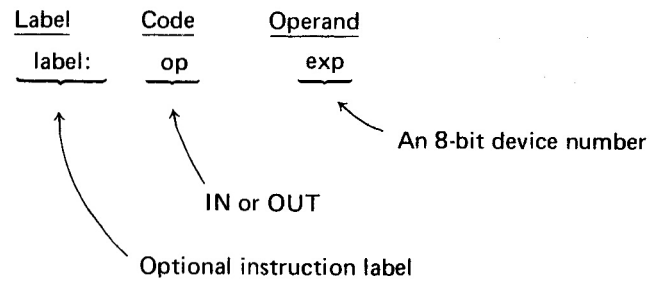 Label Code Operand
label: op exp
An 8-bit device number
IN or OUT
Optional instruction label